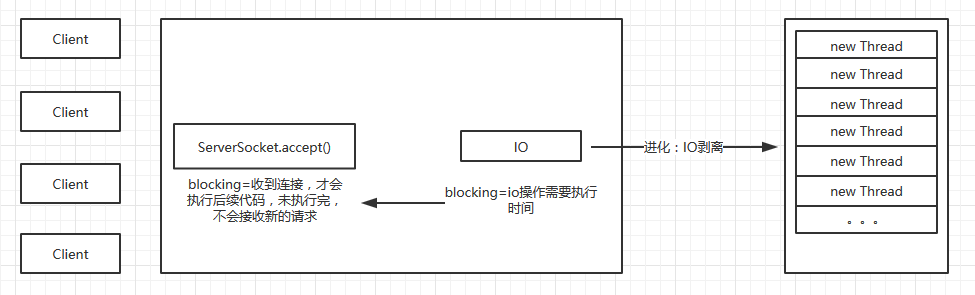 Client
Client
Client
Client
ServerSocket.accept()
blocking=收到连接，才会
执行后续代码，未执行完，
不会接收新的请求
IO
blocking=io操作需要执行
时间
进化：IO剥离
new Thread
new Thread
new Thread
new Thread
new Thread
new Thread
。。。